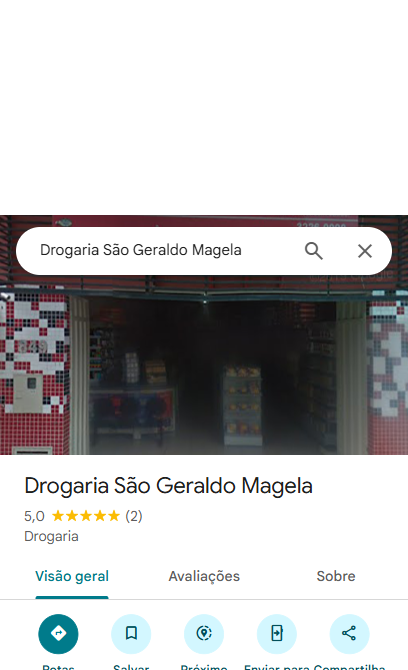 Drogaria São Geraldo Magela
Drogaria São Geraldo Magela
5,0 (2)
Drogaria
Visão geral Avaliações Sobre
Rotas Salvar Próximo Enviar para Compartilha